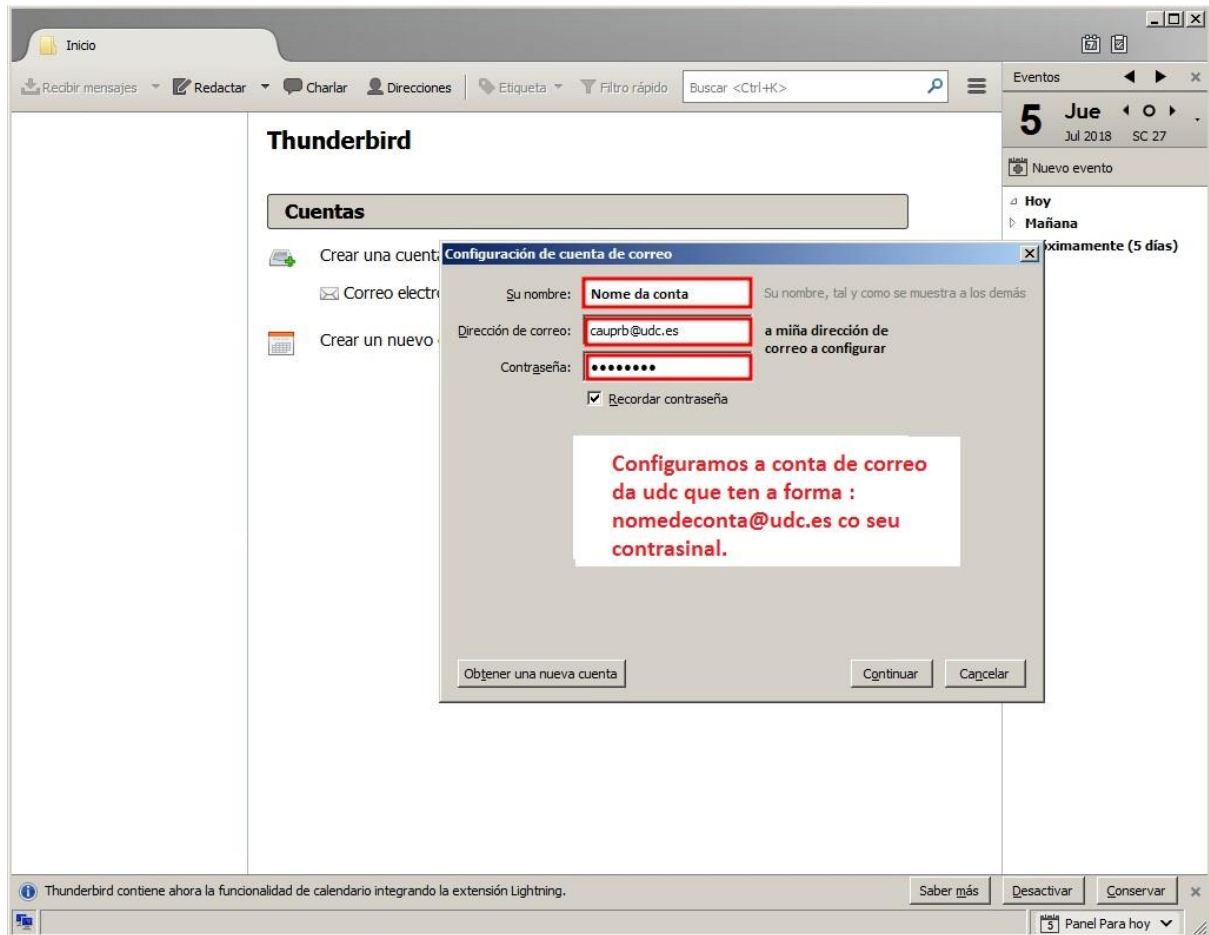 Inicio
Recibir mensajes Redactar Charlar Direcciones Etiqueta Filtro rápido Buscar <Ctrl+K>
Eventos
5 Jue
Jul 2018 SC 27
Nuevo evento
Hoy
Mañana
óximamente (5 días)
Thunderbird
Cuentas
Crear una cuenta
Correo electró
Crear un nuevo
Configuración de cuenta de correo
Su nombre: Nome da conta Su nombre, tal y como se muestra a los demás
Dirección de correo: cauprb@udc.es a miña dirección de
correo a configurar
Contraseña: ••••••••
Recordar contraseña
Configuramos a conta de correo
da udc que ten a forma :
nomedeconta@udc.es co seu
contrasinal.
Obtener una nueva cuenta Continuar Cancelar
Thunderbird contiene ahora la funcionalidad de calendario integrando la extensión Lightning. Saber más Desactivar Conservar
5 Panel Para hoy